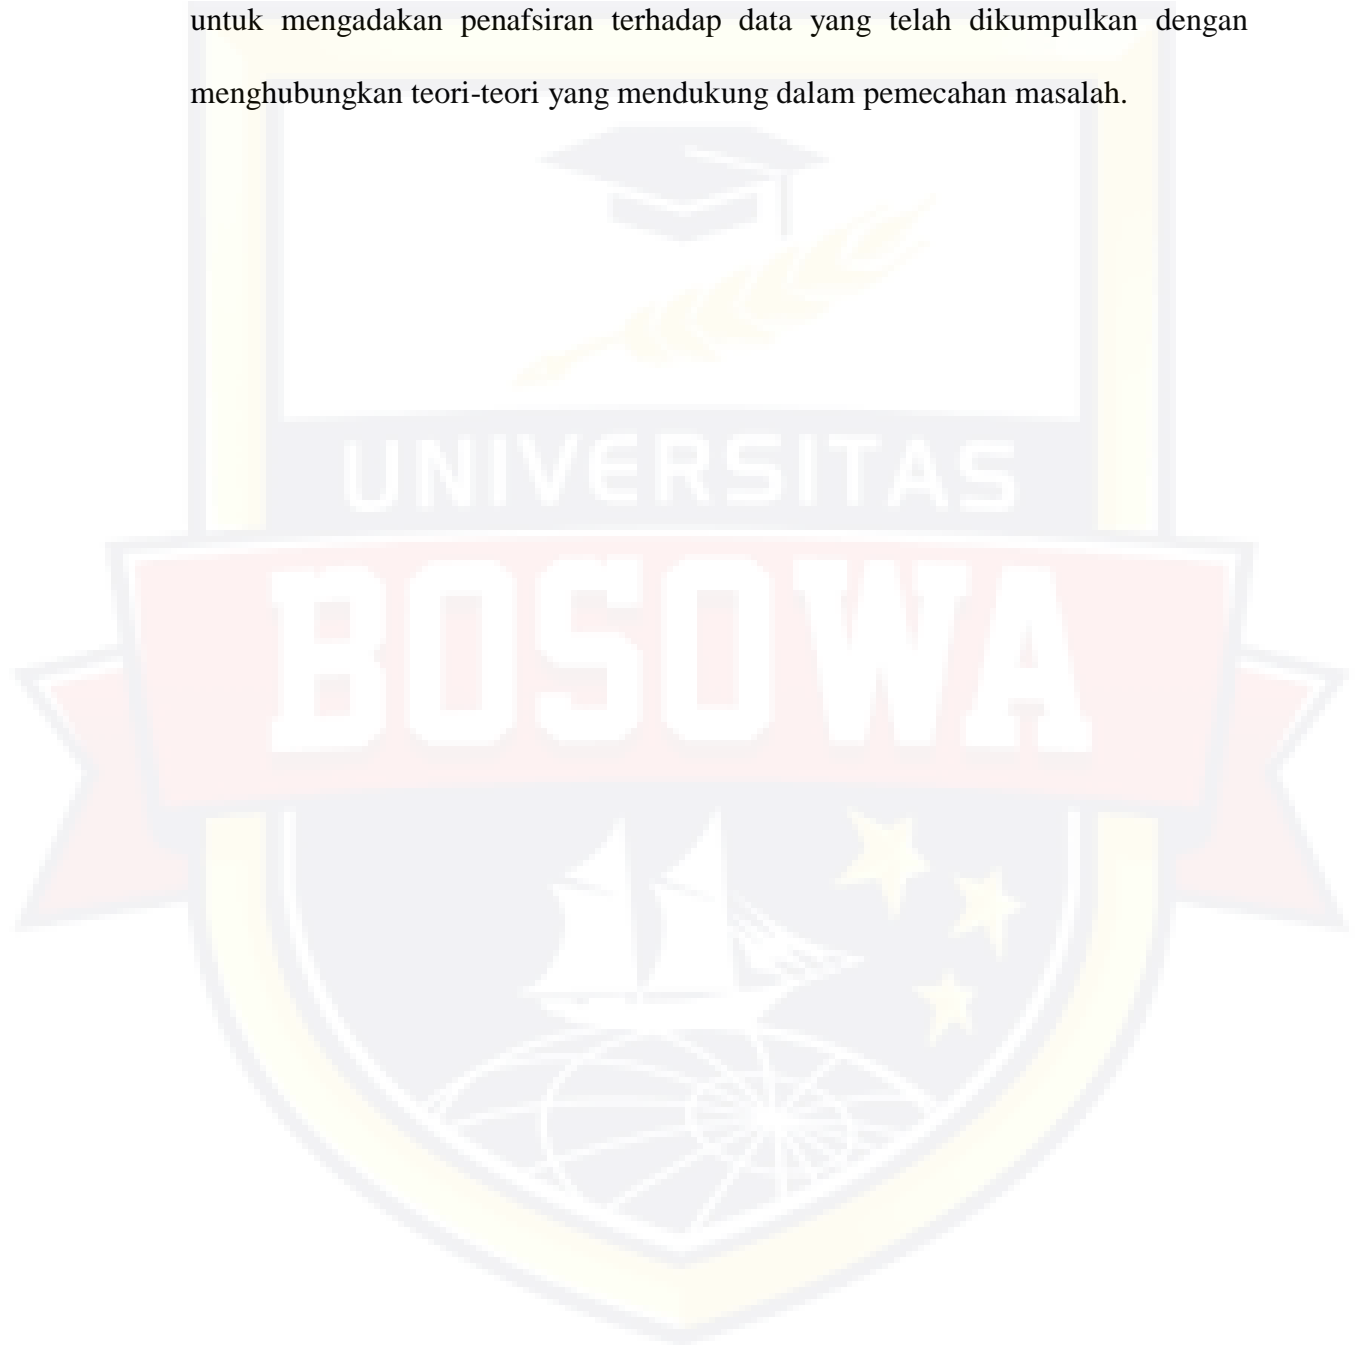 untuk mengadakan penafsiran terhadap data yang telah dikumpulkan dengan
menghubungkan teori-teori yang mendukung dalam pemecahan masalah.
UNIVERSITAS
BOSOWA